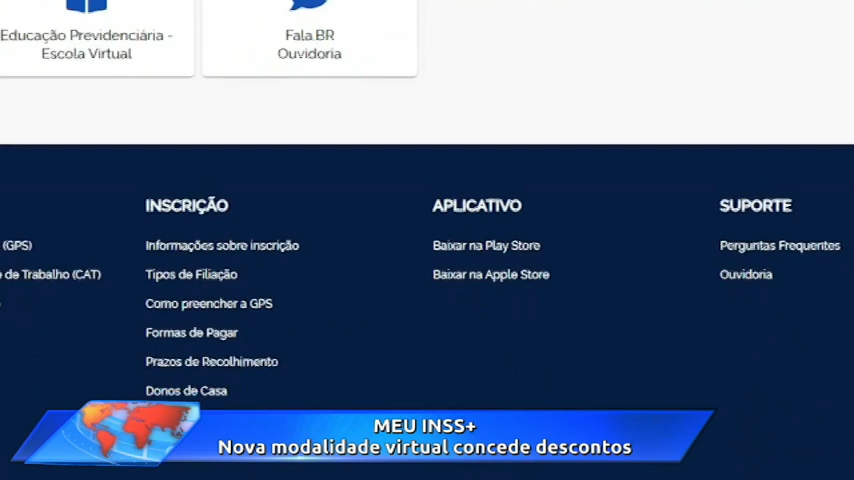 Educação Previdenciária -
Escola Virtual
Fala BR
Ouvidoria
(GPS)
de Trabalho (CAT)
INSCRIÇÃO
Informações sobre inscrição
Tipos de Filiação
Como preencher a GPS
Formas de Pagar
Prazos de Recolhimento
Donos de Casa
APLICATIVO
Baixar na Play Store
Baixar na Apple Store
SUPORTE
Perguntas Frequentes
Ouvidoria
MEU INSS+
Nova modalidade virtual concede descontos